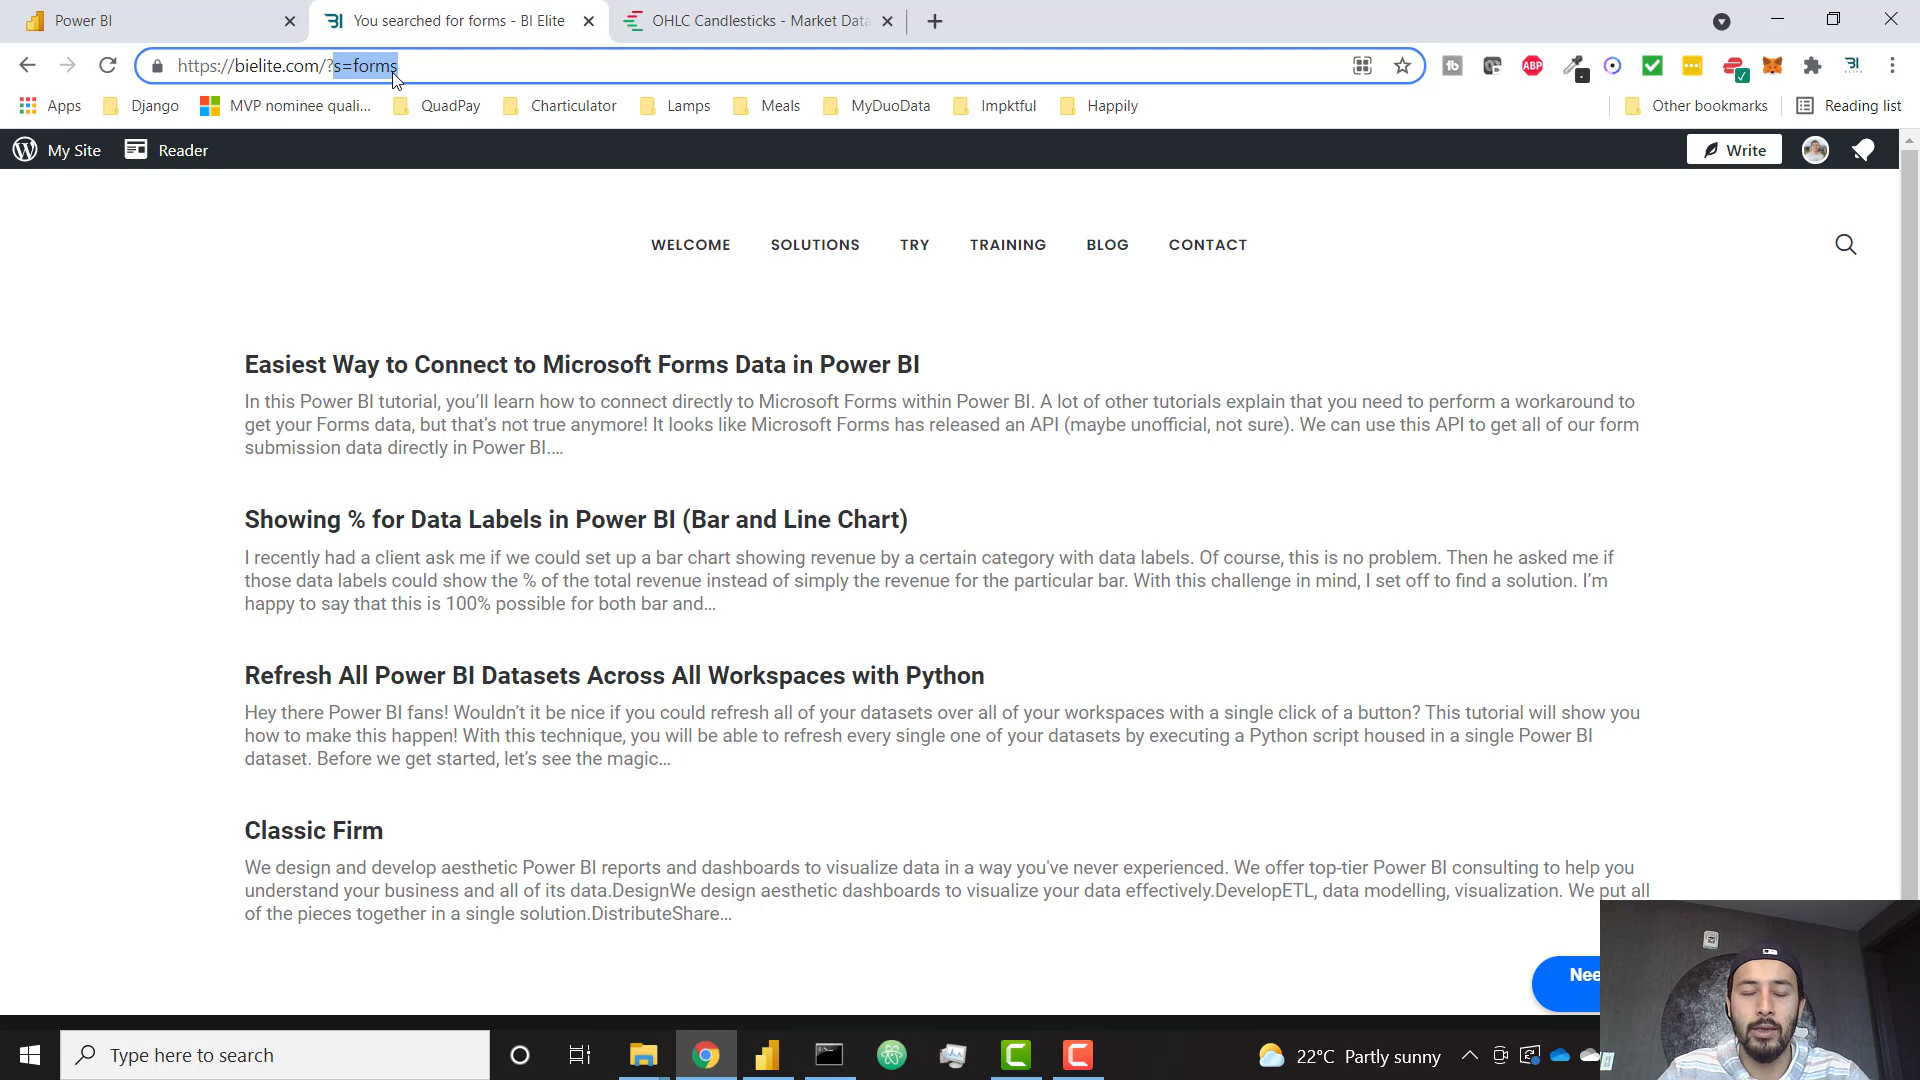 Power BI
You searched for forms - BI Elite
OHLC Candlesticks - Market Data
https://bielite.com/?s=forms
Apps
Django
MVP nominee quali...
QuadPay
Charticulator
Lamps
Meals
MyDuoData
Impktful
Happily
Other bookmarks
Reading list
My Site
Reader
Write
WELCOME
SOLUTIONS
TRY
TRAINING
BLOG
CONTACT
Easiest Way to Connect to Microsoft Forms Data in Power BI
In this Power BI tutorial, you'll learn how to connect directly to Microsoft Forms within Power BI. A lot of other tutorials explain that you need to perform a workaround to
get your Forms data, but that's not true anymore! It looks like Microsoft Forms has released an API (maybe unofficial, not sure). We can use this API to get all of our form
submission data directly in Power BI....
Showing % for Data Labels in Power BI (Bar and Line Chart)
I recently had a client ask me if we could set up a bar chart showing revenue by a certain category with data labels. Of course, this is no problem. Then he asked me if
those data labels could show the % of the total revenue instead of simply the revenue for the particular bar. With this challenge in mind, I set off to find a solution. I'm
happy to say that this is 100% possible for both bar and...
Refresh All Power BI Datasets Across All Workspaces with Python
Hey there Power BI fans! Wouldn't it be nice if you could refresh all of your datasets over all of your workspaces with a single click of a button? This tutorial will show you
how to make this happen! With this technique, you will be able to refresh every single one of your datasets by executing a Python script housed in a single Power BI
dataset. Before we get started, let's see the magic...
Classic Firm
We design and develop aesthetic Power BI reports and dashboards to visualize data in a way you've never experienced. We offer top-tier Power BI consulting to help you
understand your business and all of its data.DesignWe design aesthetic dashboards to visualize your data effectively.DevelopETL, data modelling, visualization. We put all
of the pieces together in a single solution.DistributeShare...
Nee
Type here to search
22°C Partly sunny